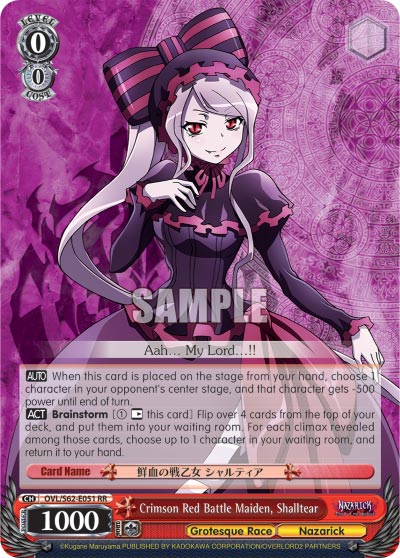 LEVEL
0
0
COST
SAMPLE
Aah... My Lord...!!
AUTO When this card is placed on the stage from your hand, choose 1
character in your opponent's center stage, and that character gets -500
power until end of turn.
ACT Brainstorm [① ▶ this card] Flip over 4 cards from the top of your
deck, and put them into your waiting room. For each climax revealed
among those cards, choose up to 1 character in your waiting room, and
return it to your hand.
Card Name 鮮血の戦乙女 シャルティア
CH OVL/S62-E051 RR
Crimson Red Battle Maiden, Shalltear
NAZARICK
POWER 1000
Grotesque Race Nazarick
©Kugane Maruyama,PUBLISHED BY KADOKAWA CORPORATION/OVERLORD2 PARTNERS